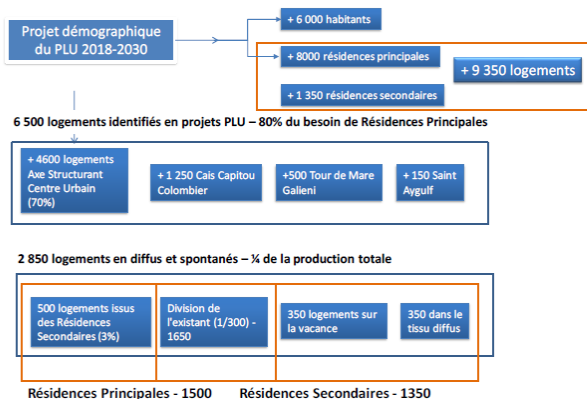 Projet démographique
du PLU 2018-2030
+ 6 000 habitants
+ 8000 résidences principales
+ 1 350 résidences secondaires
+ 9 350 logements
6 500 logements identifiés en projets PLU – 80% du besoin de Résidences Principales
+ 4600 logements
Axe Structurant
Centre Urbain
(70%)
+ 1 250 Cais Capitou
Colombier
+500 Tour de Mare
Galieni
+ 150 Saint
Aygulf
2 850 logements en diffus et spontanés – ¼ de la production totale
500 logements issus
des Résidences
Secondaires (3%)
Division de
l'existant (1/300) -
1650
350 logements sur
la vacance
350 dans le
tissu diffus
Résidences Principales - 1500
Résidences Secondaires - 1350